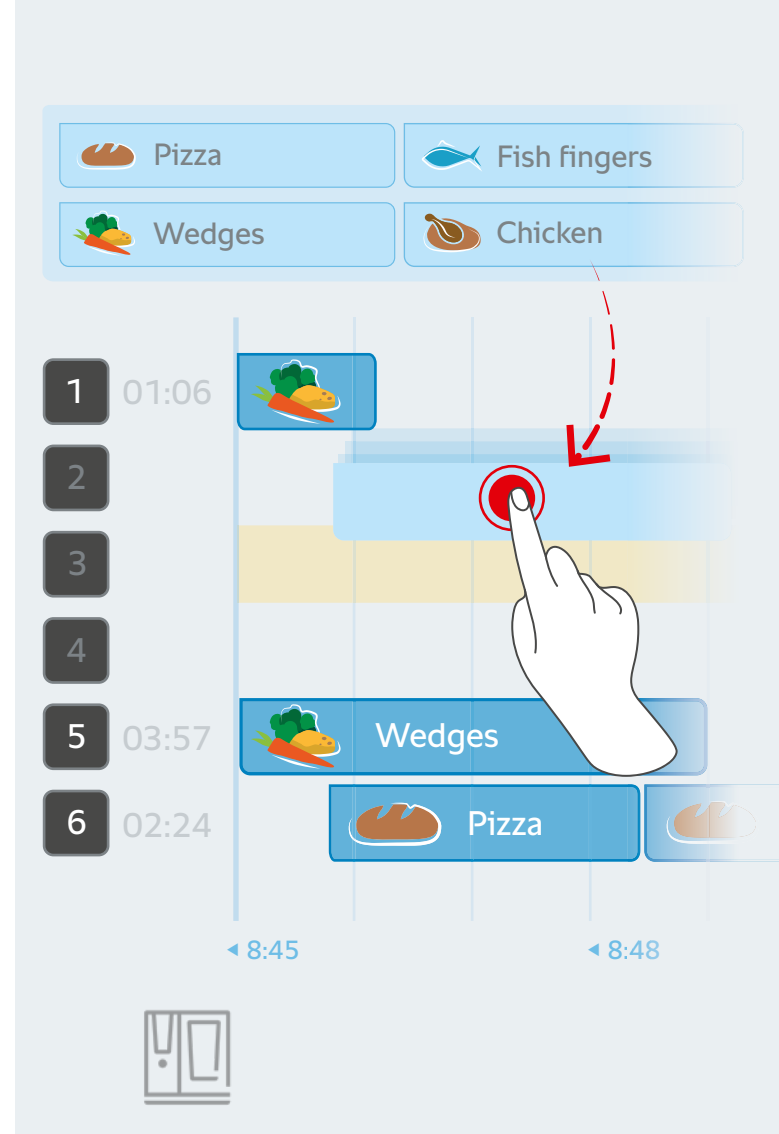 Pizza Fish fingers
Wedges Chicken
1 01:06
2
3
4
5 03:57 Wedges
6 02:24 Pizza
8:45 8:48